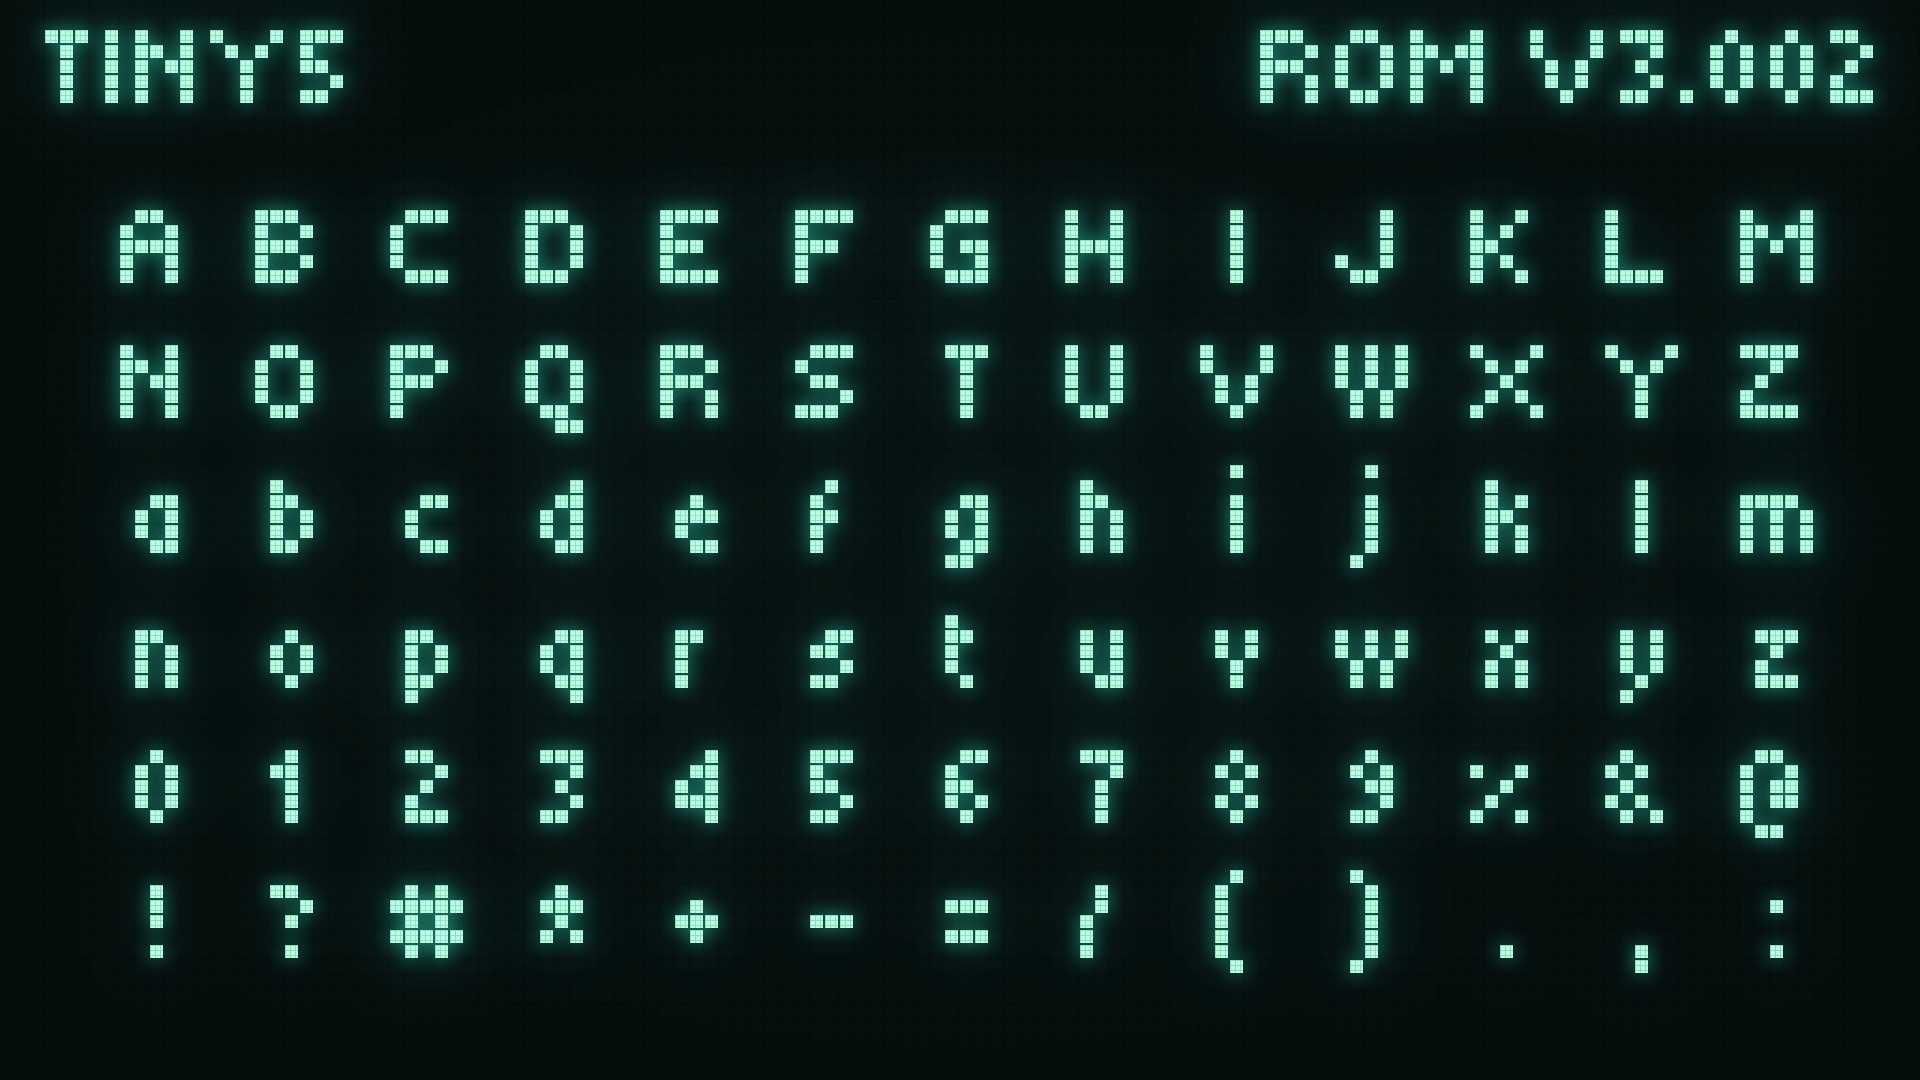 TINY5 ROM V3.002
A B C D E F G H I J K L M
N O P Q R S T U V W X Y Z
a b c d e f g h i j k l m
n o p q r s t u v w x y z
0 1 2 3 4 5 6 7 8 9 % & @
! ? # * + - = / ( ) . , :